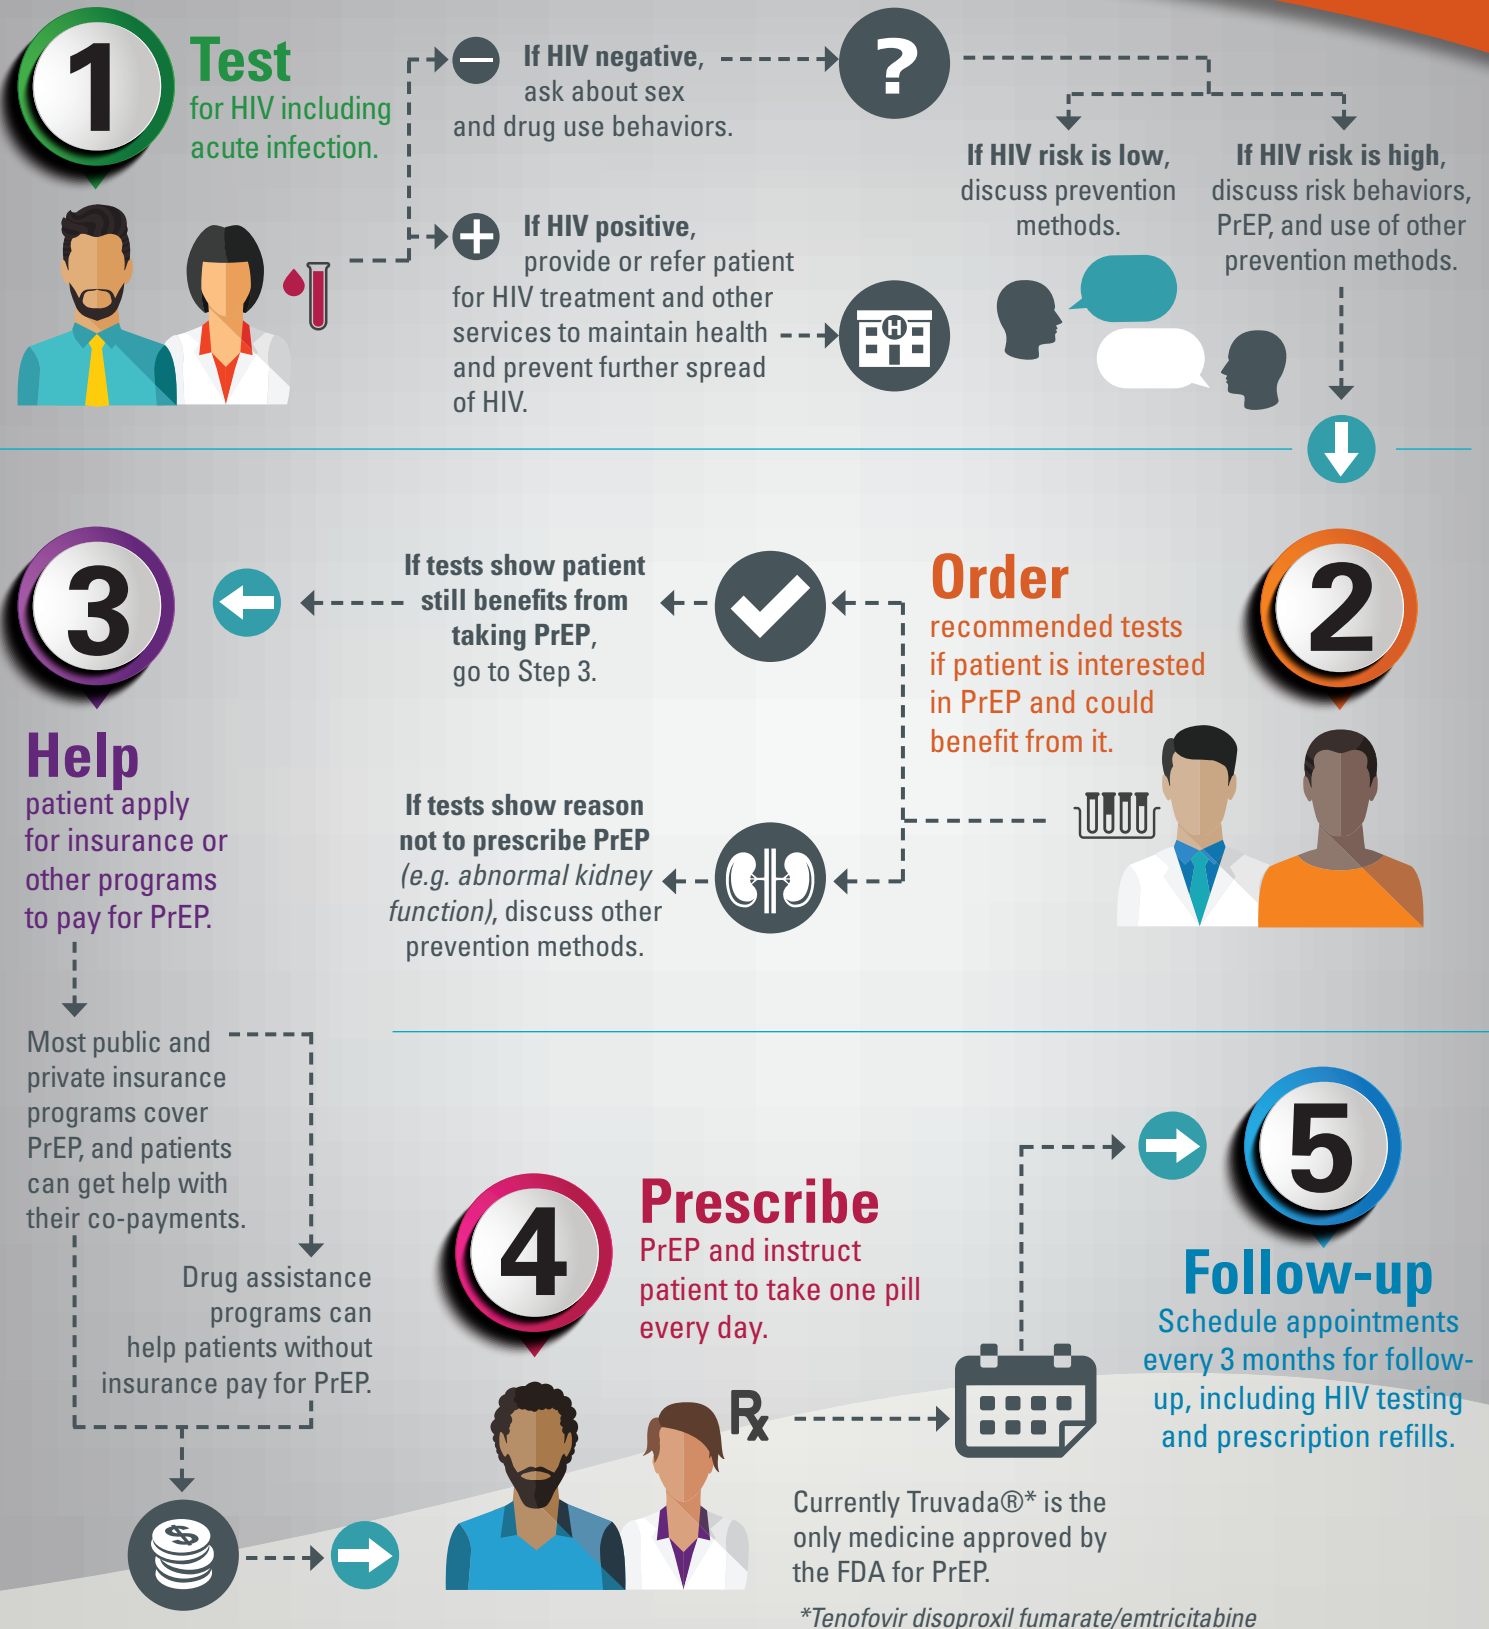 1
Test
for HIV including
acute infection.
If HIV negative,
ask about sex
and drug use behaviors.
?
If HIV risk is low,
discuss prevention
methods.
If HIV risk is high,
discuss risk behaviors,
PrEP, and use of other
prevention methods.
If HIV positive,
provide or refer patient
for HIV treatment and other
services to maintain health
and prevent further spread
of HIV.
H
2
Order
recommended tests
if patient is interested
in PrEP and could
benefit from it.
If tests show patient
still benefits from
taking PrEP,
go to Step 3.
If tests show reason
not to prescribe PrEP
(e.g. abnormal kidney
function), discuss other
prevention methods.
3
Help
patient apply
for insurance or
other programs
to pay for PrEP.
Most public and
private insurance
programs cover
PrEP, and patients
can get help with
their co-payments.
Drug assistance
programs can
help patients without
insurance pay for PrEP.
$
4
Prescribe
PrEP and instruct
patient to take one pill
every day.
Rx
Currently Truvada®* is the
only medicine approved by
the FDA for PrEP.
*Tenofovir disoproxil fumarate/emtricitabine
5
Follow-up
Schedule appointments
every 3 months for follow-
up, including HIV testing
and prescription refills.